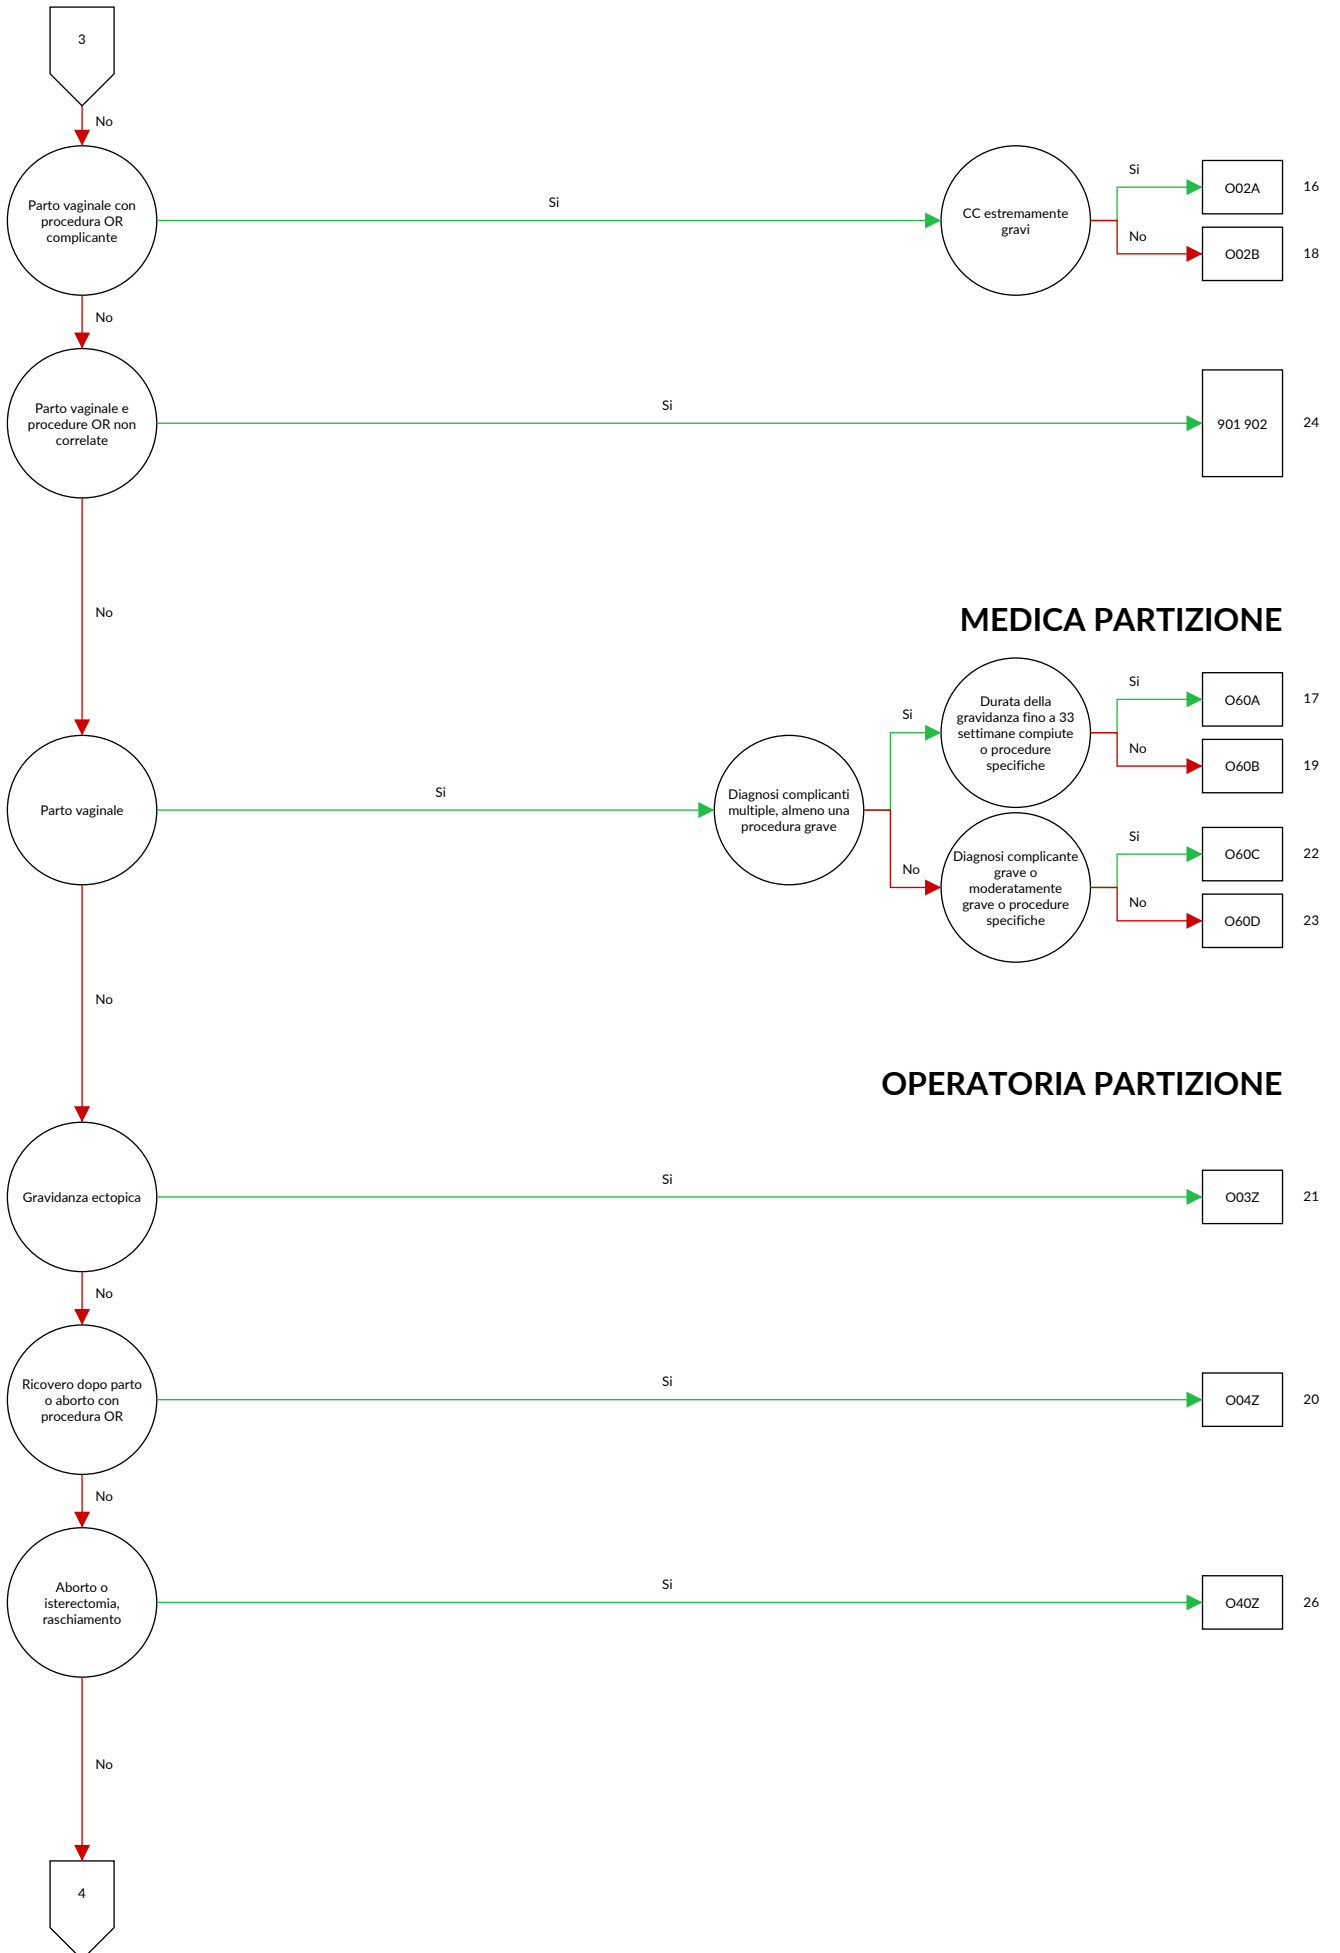 3
No
Parto vaginale con
procedura OR
complicante
Si
CC estremamente
gravi
Si
O02A
16
No
O02B
18
No
Parto vaginale e
procedure OR non
correlate
Si
901 902
24
No
MEDICA PARTIZIONE
Parto vaginale
Si
Diagnosi complicanti
multiple, almeno una
procedura grave
Si
Durata della
gravidanza fino a 33
settimane compiute
o procedure
specifiche
Si
O60A
17
No
O60B
19
No
Diagnosi complicante
grave o
moderatamente
grave o procedure
specifiche
Si
O60C
22
No
O60D
23
No
OPERATORIA PARTIZIONE
Gravidanza ectopica
Si
O03Z
21
No
Ricovero dopo parto
o aborto con
procedura OR
Si
O04Z
20
No
Aborto o
isterectomia,
raschiamento
Si
O40Z
26
No
4